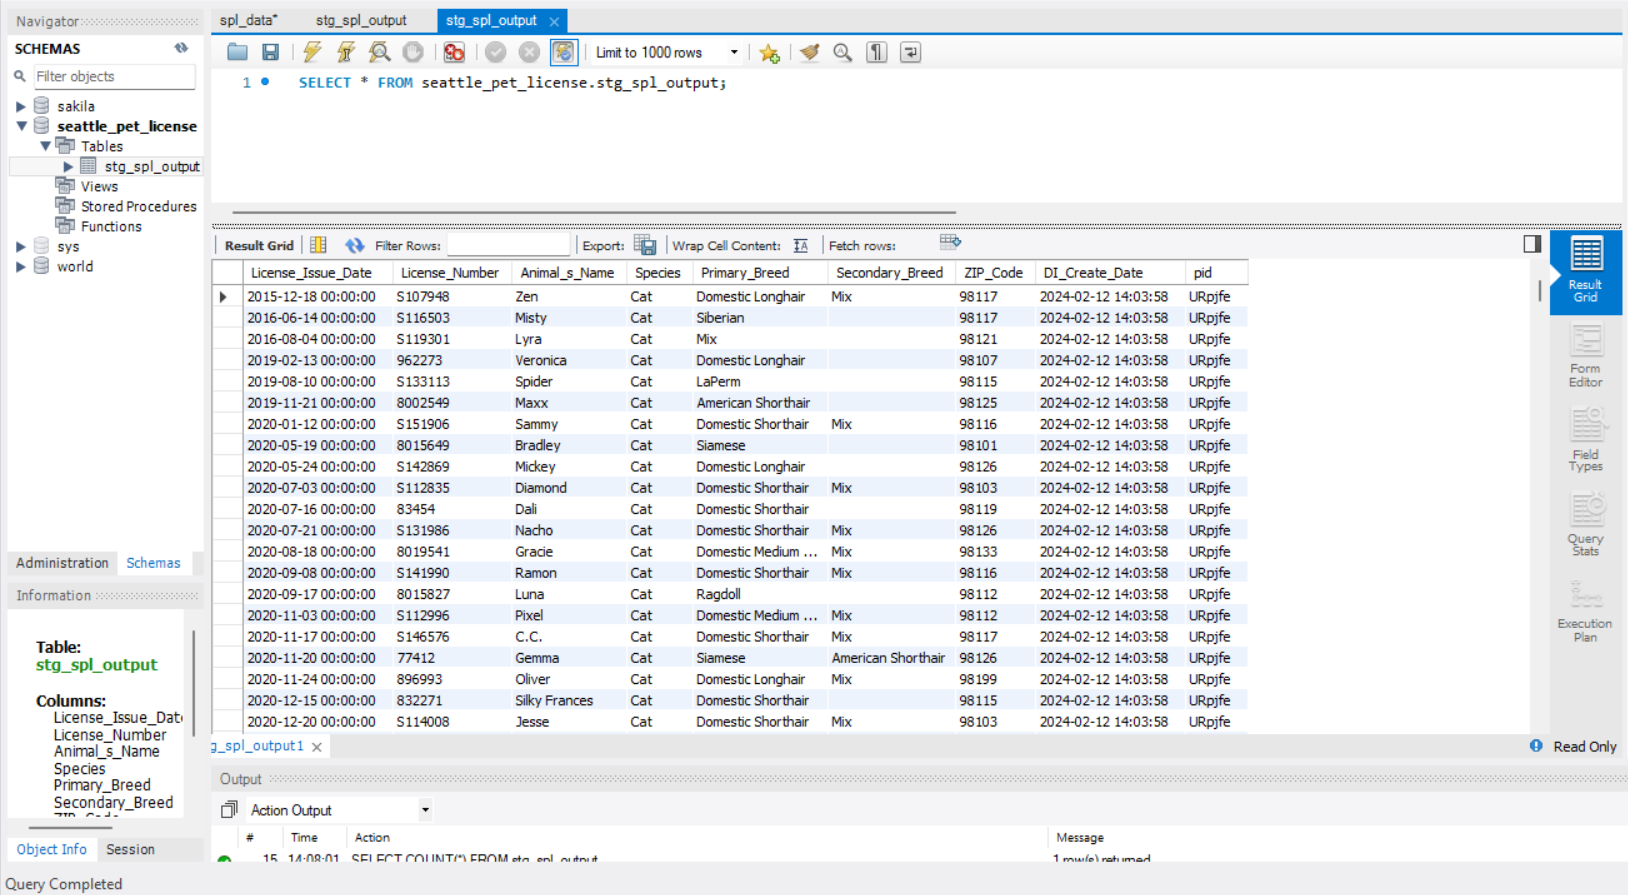 Navigator
spl_data* stg_spl_output stg_spl_output
SCHEMAS
Limit to 1000 rows
Filter objects
1 SELECT * FROM seattle_pet_license.stg_spl_output;
sakila
seattle_pet_license
Tables
stg_spl_output
Views
Stored Procedures
Functions
sys
world
Result Grid Filter Rows: Export: Wrap Cell Content: Fetch rows:
License_Issue_Date License_Number Animal_s_Name Species Primary_Breed Secondary_Breed ZIP_Code DI_Create_Date pid
2015-12-18 00:00:00 S107948 Zen Cat Domestic Longhair Mix 98117 2024-02-12 14:03:58 URpjfe
2016-06-14 00:00:00 S116503 Misty Cat Siberian 98117 2024-02-12 14:03:58 URpjfe
2016-08-04 00:00:00 S119301 Lyra Cat Mix 98121 2024-02-12 14:03:58 URpjfe
2019-02-13 00:00:00 962273 Veronica Cat Domestic Longhair 98107 2024-02-12 14:03:58 URpjfe
2019-08-10 00:00:00 S133113 Spider Cat LaPerm 98115 2024-02-12 14:03:58 URpjfe
2019-11-21 00:00:00 8002549 Maxx Cat American Shorthair 98125 2024-02-12 14:03:58 URpjfe
2020-01-12 00:00:00 S151906 Sammy Cat Domestic Shorthair Mix 98116 2024-02-12 14:03:58 URpjfe
2020-05-19 00:00:00 8015649 Bradley Cat Siamese 98101 2024-02-12 14:03:58 URpjfe
2020-05-24 00:00:00 S142869 Mickey Cat Domestic Longhair 98126 2024-02-12 14:03:58 URpjfe
2020-07-03 00:00:00 S112835 Diamond Cat Domestic Shorthair Mix 98103 2024-02-12 14:03:58 URpjfe
2020-07-16 00:00:00 83454 Dali Cat Domestic Shorthair 98119 2024-02-12 14:03:58 URpjfe
2020-07-21 00:00:00 S131986 Nacho Cat Domestic Shorthair Mix 98126 2024-02-12 14:03:58 URpjfe
2020-08-18 00:00:00 8019541 Gracie Cat Domestic Medium ... Mix 98133 2024-02-12 14:03:58 URpjfe
2020-09-08 00:00:00 S141990 Ramon Cat Domestic Shorthair Mix 98116 2024-02-12 14:03:58 URpjfe
2020-09-17 00:00:00 8015827 Luna Cat Ragdoll 98112 2024-02-12 14:03:58 URpjfe
2020-11-03 00:00:00 S112996 Pixel Cat Domestic Medium ... Mix 98112 2024-02-12 14:03:58 URpjfe
2020-11-17 00:00:00 S146576 C.C. Cat Domestic Shorthair Mix 98117 2024-02-12 14:03:58 URpjfe
2020-11-20 00:00:00 77412 Gemma Cat Siamese American Shorthair 98126 2024-02-12 14:03:58 URpjfe
2020-11-24 00:00:00 896993 Oliver Cat Domestic Longhair Mix 98199 2024-02-12 14:03:58 URpjfe
2020-12-15 00:00:00 832271 Silky Frances Cat Domestic Shorthair 98115 2024-02-12 14:03:58 URpjfe
2020-12-20 00:00:00 S114008 Jesse Cat Domestic Shorthair Mix 98103 2024-02-12 14:03:58 URpjfe
Result
Grid
Form
Editor
Field
Types
Query
Stats
Execution
Plan
Administration Schemas
Information
Table:
stg_spl_output
Columns:
License_Issue_Date
License_Number
Animal_s_Name
Species
Primary_Breed
Secondary_Breed
ZIP_Code
Object Info Session
g_spl_output1
Read Only
Output
Action Output
# Time Action Message
15 14:08:01 SELECT COUNT(*) FROM stg_spl_output 1 row(s) returned
Query Completed